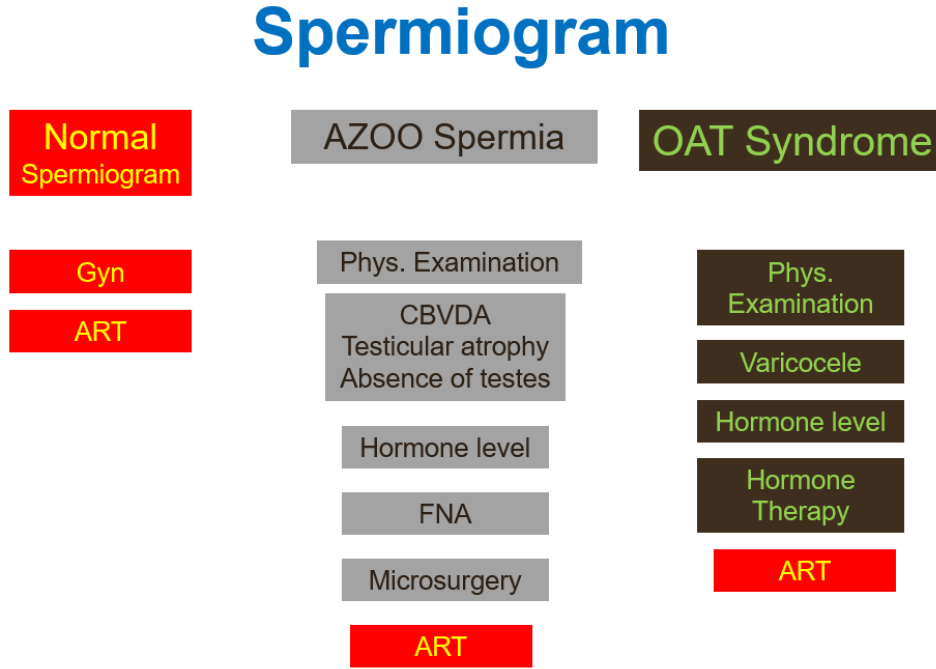 Spermiogram
Normal
Spermiogram
Gyn
ART
AZOO Spermia
Phys. Examination
CBVDA
Testicular atrophy
Absence of testes
Hormone level
FNA
Microsurgery
ART
OAT Syndrome
Phys.
Examination
Varicocele
Hormone level
Hormone
Therapy
ART